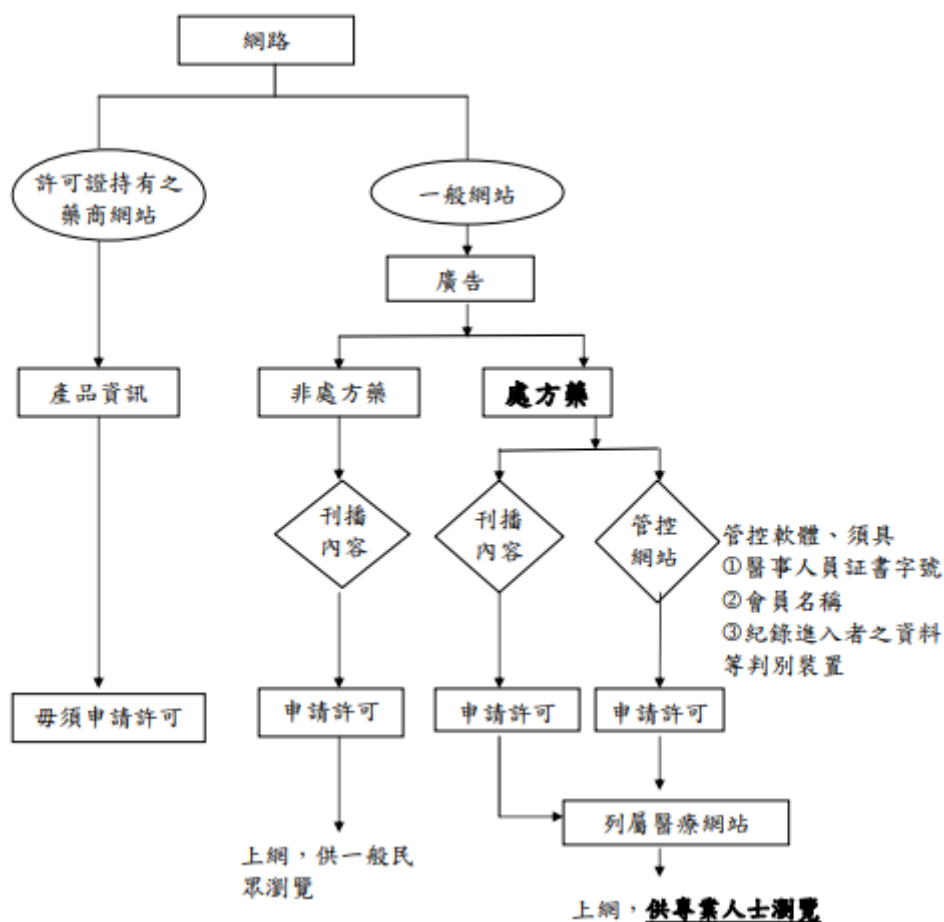 網路
許可證持有之
藥商網站
一般網站
廣告
產品資訊
非處方藥
處方藥
刊播
內容
刊播
內容
管控
網站
管控軟體、須具
①醫事人員証書字號
②會員名稱
③紀錄進入者之資料
等判別裝置
毋須申請許可
申請許可
申請許可
申請許可
列屬醫療網站
上網，供一般民
眾瀏覽
上網，供專業人士瀏覽